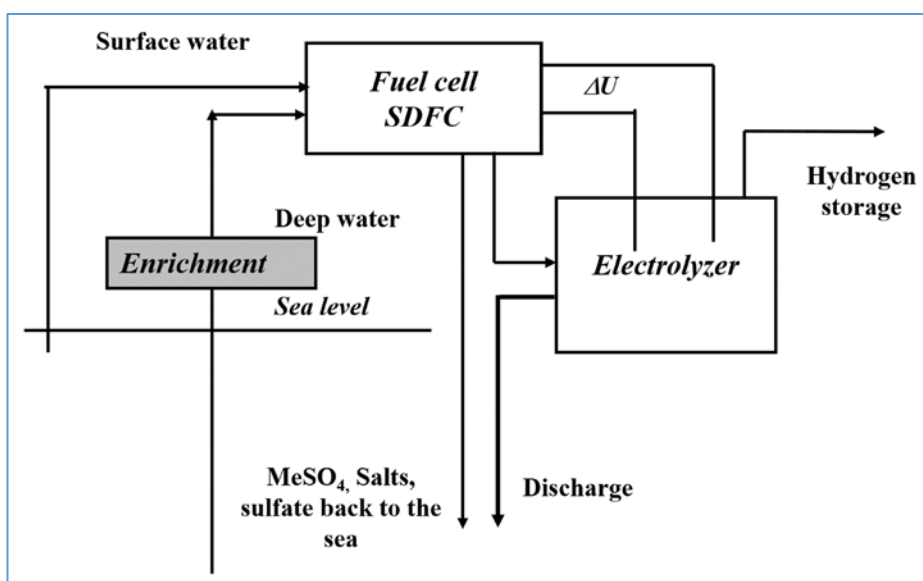 Surface water
Fuel cell
SDFC
ΔU
Hydrogen
storage
Deep water
Enrichment
Electrolyzer
Sea level
MeSO₄, Salts,
sulfate back to the
sea
Discharge